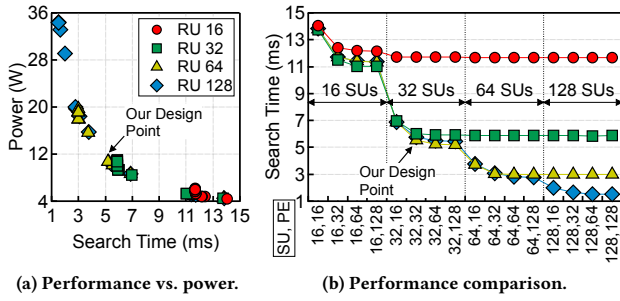 36
28
20
12
4
Power (W)
1 3 5 7 9 11 13 15
Search Time (ms)
RU 16
RU 32
RU 64
RU 128
Our Design
Point
(a) Performance vs. power.
15
13
11
9
7
5
3
1
Search Time (ms)
16 SUs 32 SUs 64 SUs 128 SUs
Our Design
Point
SU, PE
16,16
16,32
16,64
16,128
32,16
32,32
32,64
32,128
64,16
64,32
64,64
64,128
128,16
128,32
128,64
128,128
(b) Performance comparison.